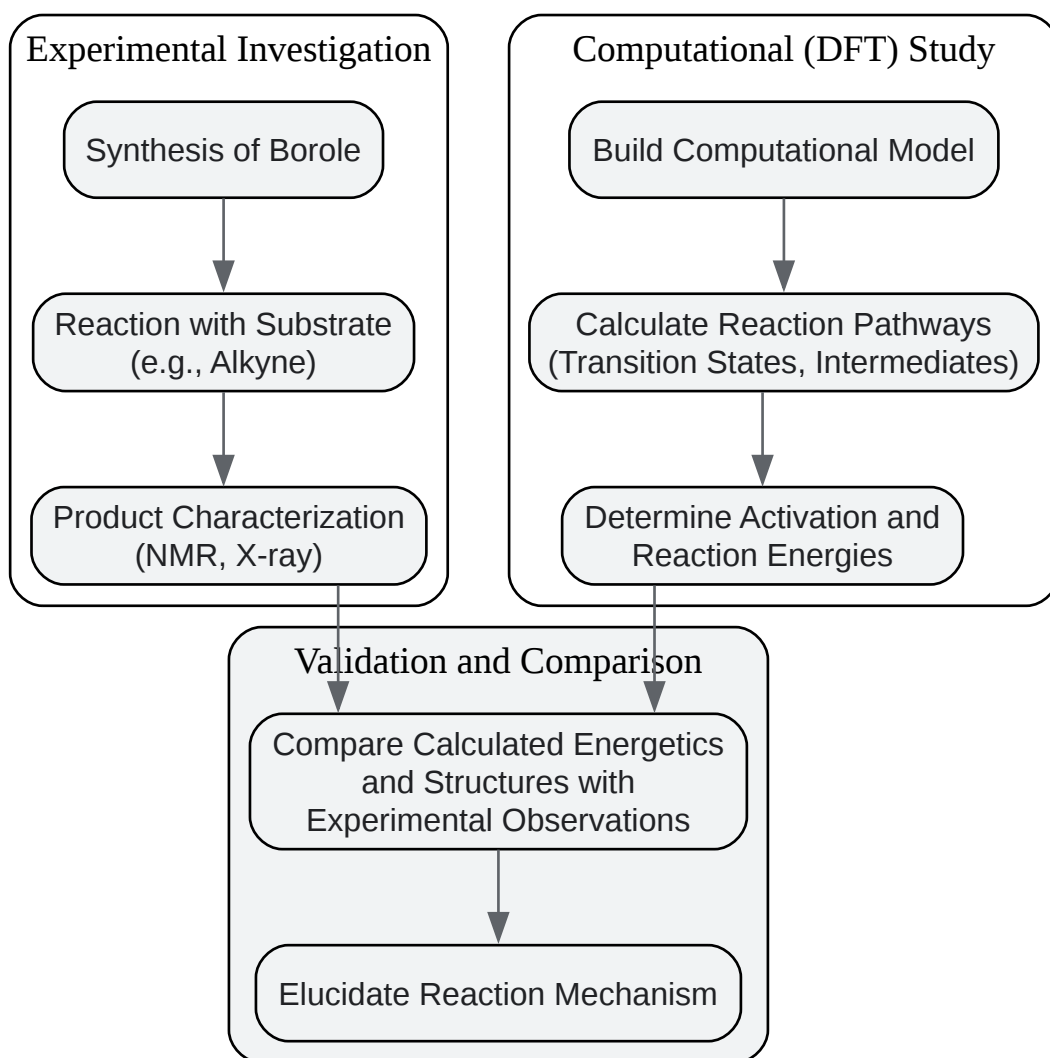 Experimental Investigation
Synthesis of Borole
Reaction with Substrate
(e.g., Alkyne)
Product Characterization
(NMR, X-ray)
Computational (DFT) Study
Build Computational Model
Calculate Reaction Pathways
(Transition States, Intermediates)
Determine Activation and
Reaction Energies
Validation and Comparison
Compare Calculated Energetics
and Structures with
Experimental Observations
Elucidate Reaction Mechanism